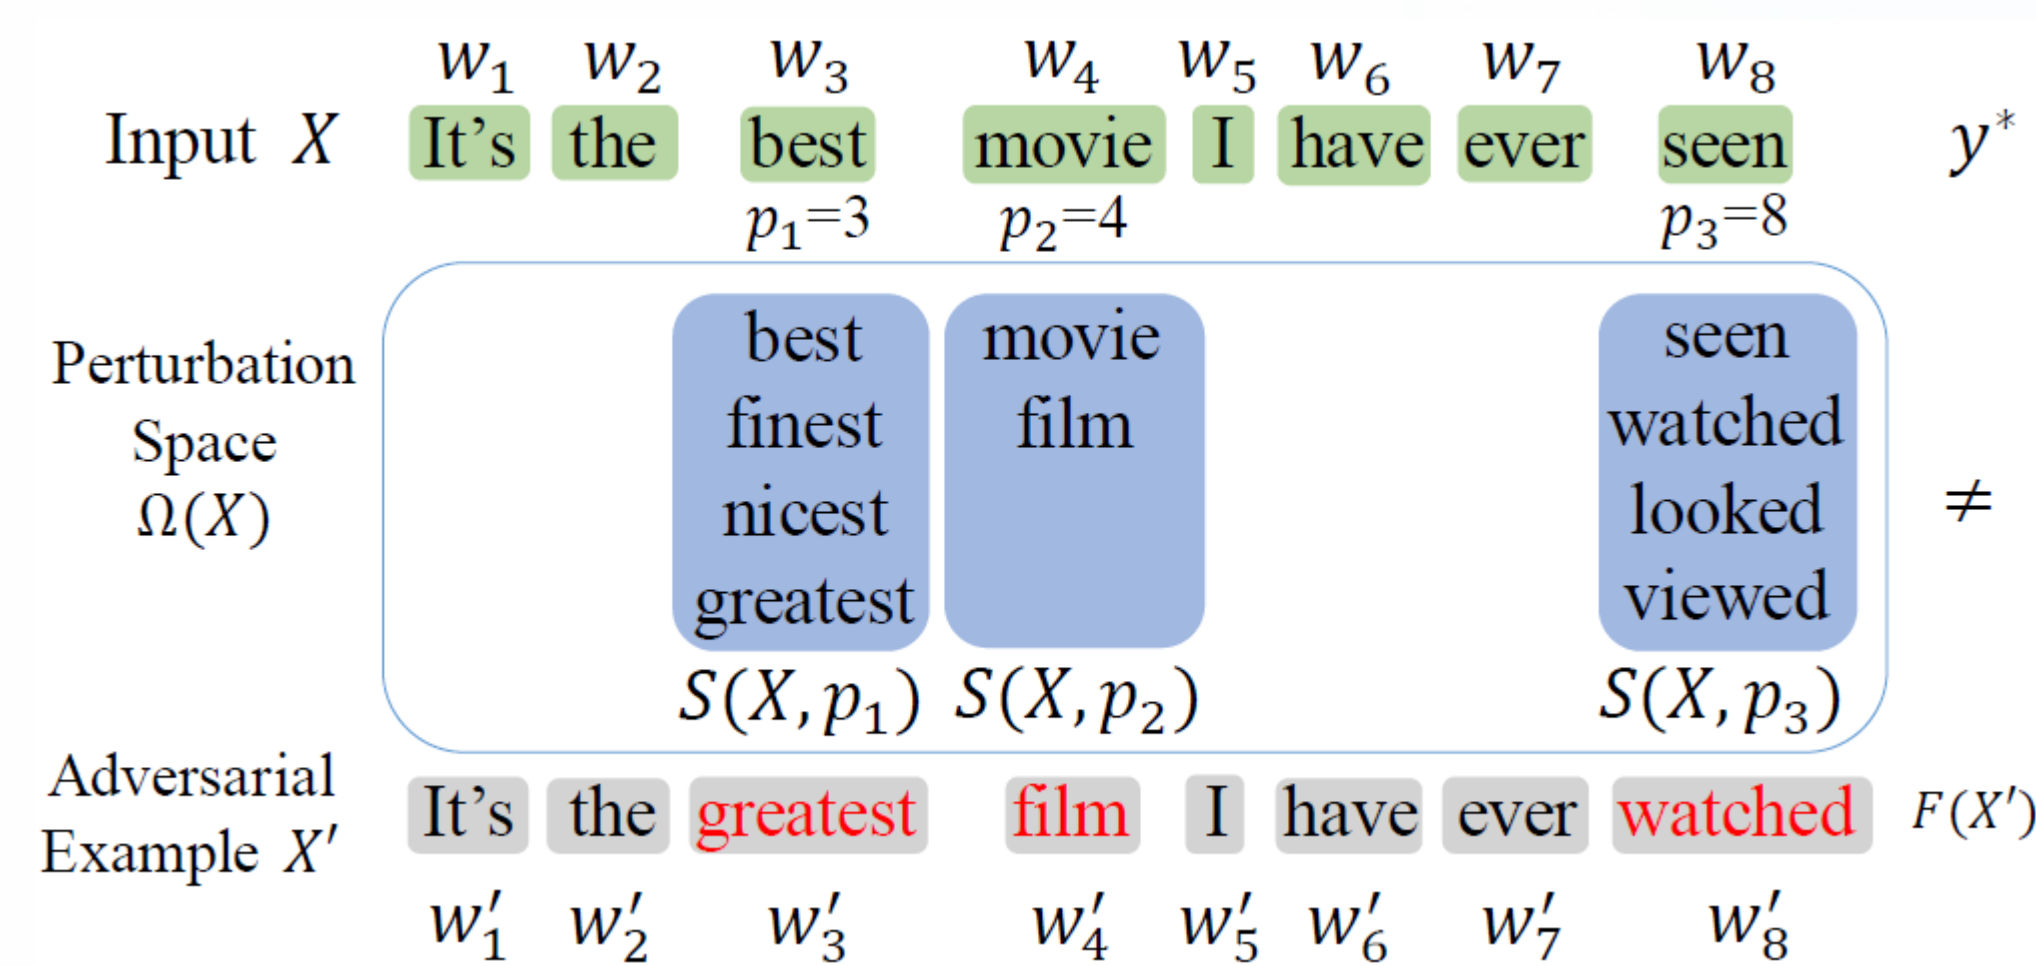 w₁ w₂ w₃ w₄ w₅ w₆ w₇ w₈
Input X It's the best movie I have ever seen y*
p₁=3 p₂=4 p₃=8
best movie seen
Perturbation
finest film watched
Space
nicest looked
Ω(X) ≠
greatest viewed
S(X, p₁) S(X, p₂) S(X, p₃)
Adversarial
It's the greatest film I have ever watched F(X′)
Example X′
w′₁ w′₂ w′₃ w′₄ w′₅ w′₆ w′₇ w′₈